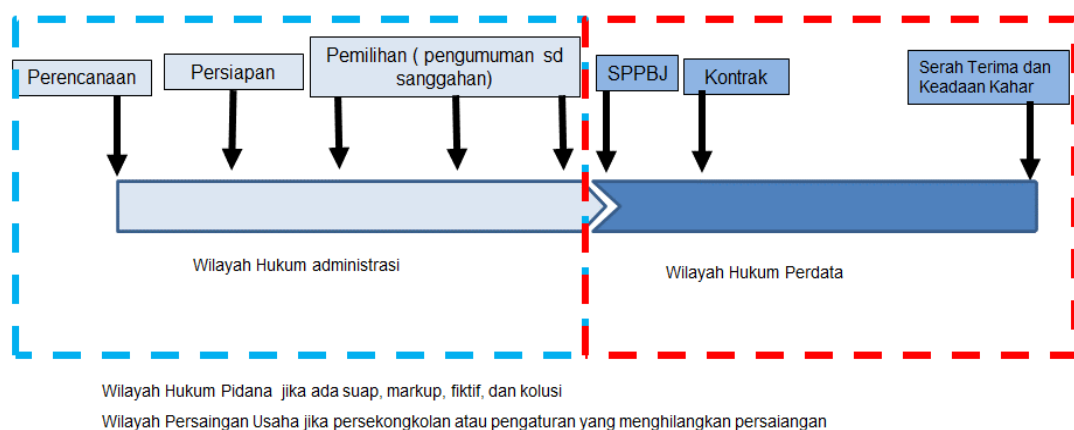 Perencanaan
Persiapan
Pemilihan ( pengumuman sd
sanggahan)
SPPBJ
Kontrak
Serah Terima dan
Keadaan Kahar
Wilayah Hukum administrasi
Wilayah Hukum Perdata
Wilayah Hukum Pidana jika ada suap, markup, fiktif, dan kolusi
Wilayah Persaingan Usaha jika persekongkolan atau pengaturan yang menghilangkan persaiangan